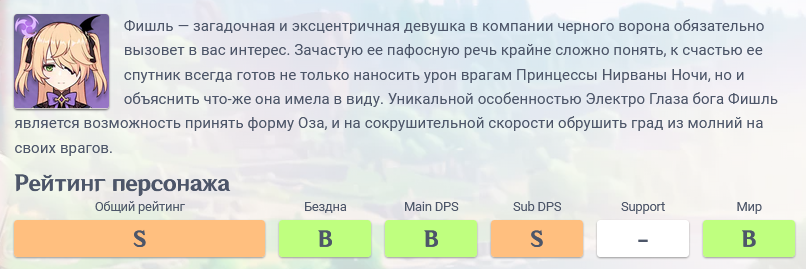 Фишль — загадочная и эксцентричная девушка в компании черного ворона обязательно
вызовет в вас интерес. Зачастую ее пафосную речь крайне сложно понять, к счастью ее
спутник всегда готов не только наносить урон врагам Принцессы Нирваны Ночи, но и
объяснить что-же она имела в виду. Уникальной особенностью Электро Глаза бога Фишль
является возможность принять форму Оза, и на сокрушительной скорости обрушить град из молний на
своих врагов.
Рейтинг персонажа
Общий рейтинг Бездна Main DPS Sub DPS Support Мир
S B B S – B